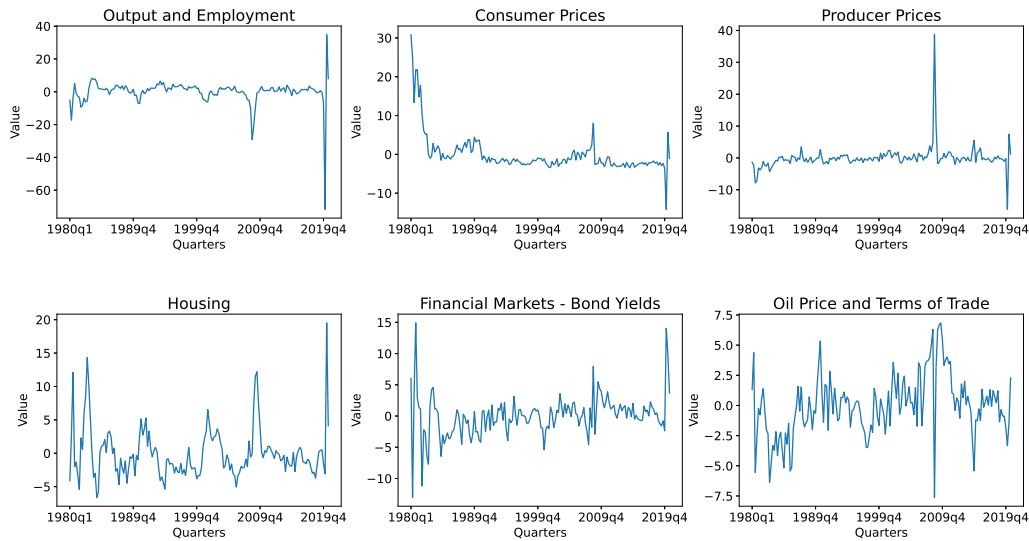 Output and Employment
40
20
0
−20
−40
−60
Value
1980q1 1989q4 1999q4 2009q4 2019q4
Quarters
Consumer Prices
30
20
10
0
−10
Value
1980q1 1989q4 1999q4 2009q4 2019q4
Quarters
Producer Prices
40
30
20
10
0
−10
Value
1980q1 1989q4 1999q4 2009q4 2019q4
Quarters
Housing
20
15
10
5
0
−5
Value
1980q1 1989q4 1999q4 2009q4 2019q4
Quarters
Financial Markets - Bond Yields
15
10
5
0
−5
−10
Value
1980q1 1989q4 1999q4 2009q4 2019q4
Quarters
Oil Price and Terms of Trade
7.5
5.0
2.5
0.0
−2.5
−5.0
−7.5
Value
1980q1 1989q4 1999q4 2009q4 2019q4
Quarters